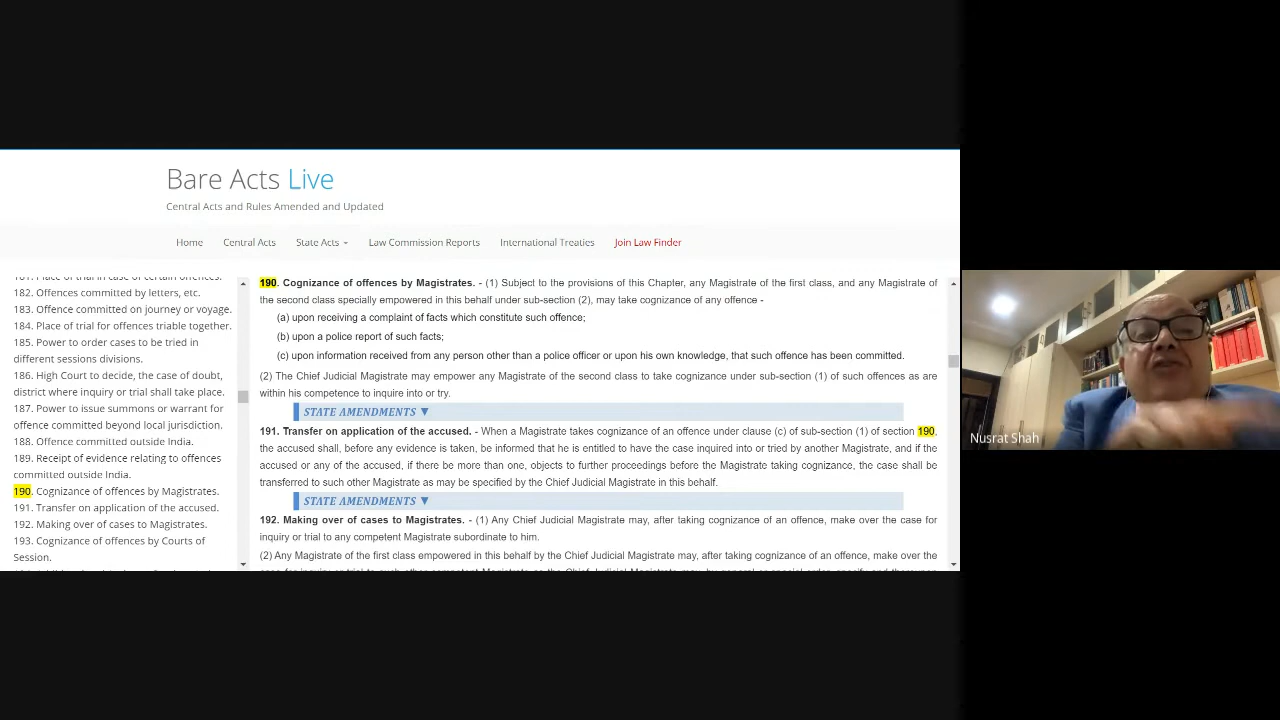 Bare Acts Live
Central Acts and Rules Amended and Updated
Home Central Acts State Acts Law Commission Reports International Treaties Join Law Finder
181. Place of trial in case of certain offences.
182. Offences committed by letters, etc.
183. Offence committed on journey or voyage.
184. Place of trial for offences triable together.
185. Power to order cases to be tried in
different sessions divisions.
186. High Court to decide, the case of doubt,
district where inquiry or trial shall take place.
187. Power to issue summons or warrant for
offence committed beyond local jurisdiction.
188. Offence committed outside India.
189. Receipt of evidence relating to offences
committed outside India.
190. Cognizance of offences by Magistrates.
191. Transfer on application of the accused.
192. Making over of cases to Magistrates.
193. Cognizance of offences by Courts of
Session.
190. Cognizance of offences by Magistrates. - (1) Subject to the provisions of this Chapter, any Magistrate of the first class, and any Magistrate of
the second class specially empowered in this behalf under sub-section (2), may take cognizance of any offence -
(a) upon receiving a complaint of facts which constitute such offence;
(b) upon a police report of such facts;
(c) upon information received from any person other than a police officer or upon his own knowledge, that such offence has been committed.
(2) The Chief Judicial Magistrate may empower any Magistrate of the second class to take cognizance under sub-section (1) of such offences as are
within his competence to inquire into or try.
STATE AMENDMENTS ▼
191. Transfer on application of the accused. - When a Magistrate takes cognizance of an offence under clause (c) of sub-section (1) of section 190,
the accused shall, before any evidence is taken, be informed that he is entitled to have the case inquired into or tried by another Magistrate, and if the
accused or any of the accused, if there be more than one, objects to further proceedings before the Magistrate taking cognizance, the case shall be
transferred to such other Magistrate as may be specified by the Chief Judicial Magistrate in this behalf.
STATE AMENDMENTS ▼
192. Making over of cases to Magistrates. - (1) Any Chief Judicial Magistrate may, after taking cognizance of an offence, make over the case for
inquiry or trial to any competent Magistrate subordinate to him.
(2) Any Magistrate of the first class empowered in this behalf by the Chief Judicial Magistrate may, after taking cognizance of an offence, make over the
Nusrat Shah